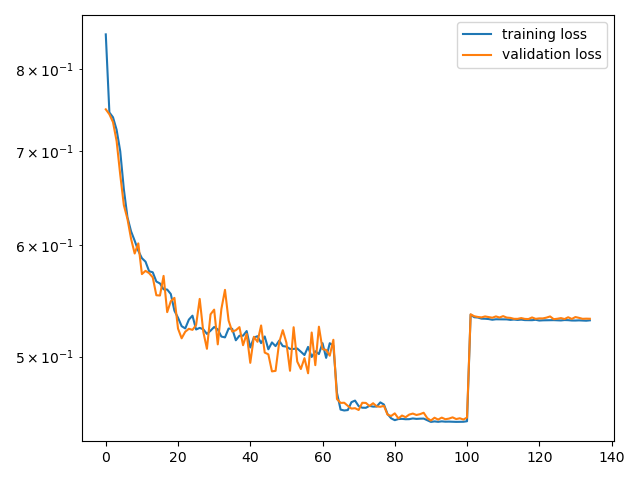 training loss
validation loss
8 × 10⁻¹
7 × 10⁻¹
6 × 10⁻¹
5 × 10⁻¹
0 20 40 60 80 100 120 140